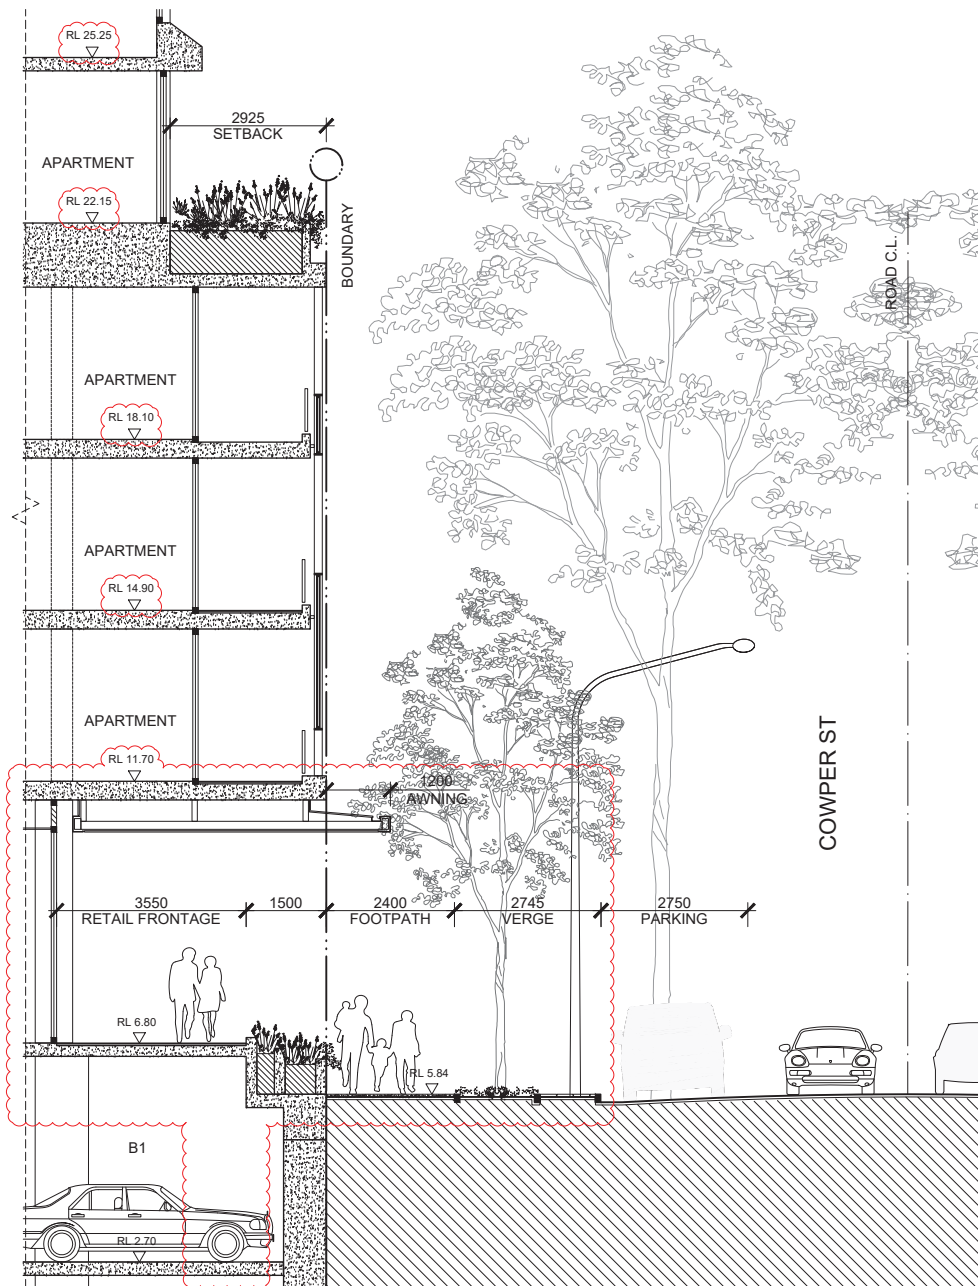 RL 25.25
2925
SETBACK
APARTMENT
RL 22.15
BOUNDARY
ROAD C.L.
APARTMENT
RL 18.10
APARTMENT
RL 14.90
APARTMENT
RL 11.70
1200
AWNING
COWPER ST
3550
RETAIL FRONTAGE
1500
2400
FOOTPATH
2745
VERGE
2750
PARKING
RL 6.80
RL 5.84
B1
RL 2.70